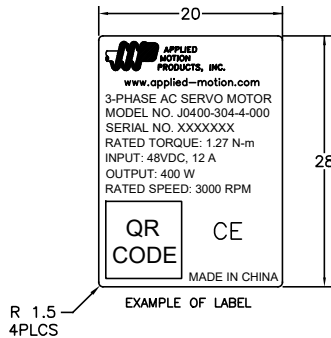 20
APPLIED
MOTION
PRODUCTS, INC.
www.applied-motion.com
3-PHASE AC SERVO MOTOR
MODEL NO. J0400-304-4-000
SERIAL NO. XXXXXXX
RATED TORQUE: 1.27 N-m
INPUT: 48VDC, 12 A
OUTPUT: 400 W
RATED SPEED: 3000 RPM
28
QR
CODE
CE
MADE IN CHINA
R 1.5
4PLCS
EXAMPLE OF LABEL